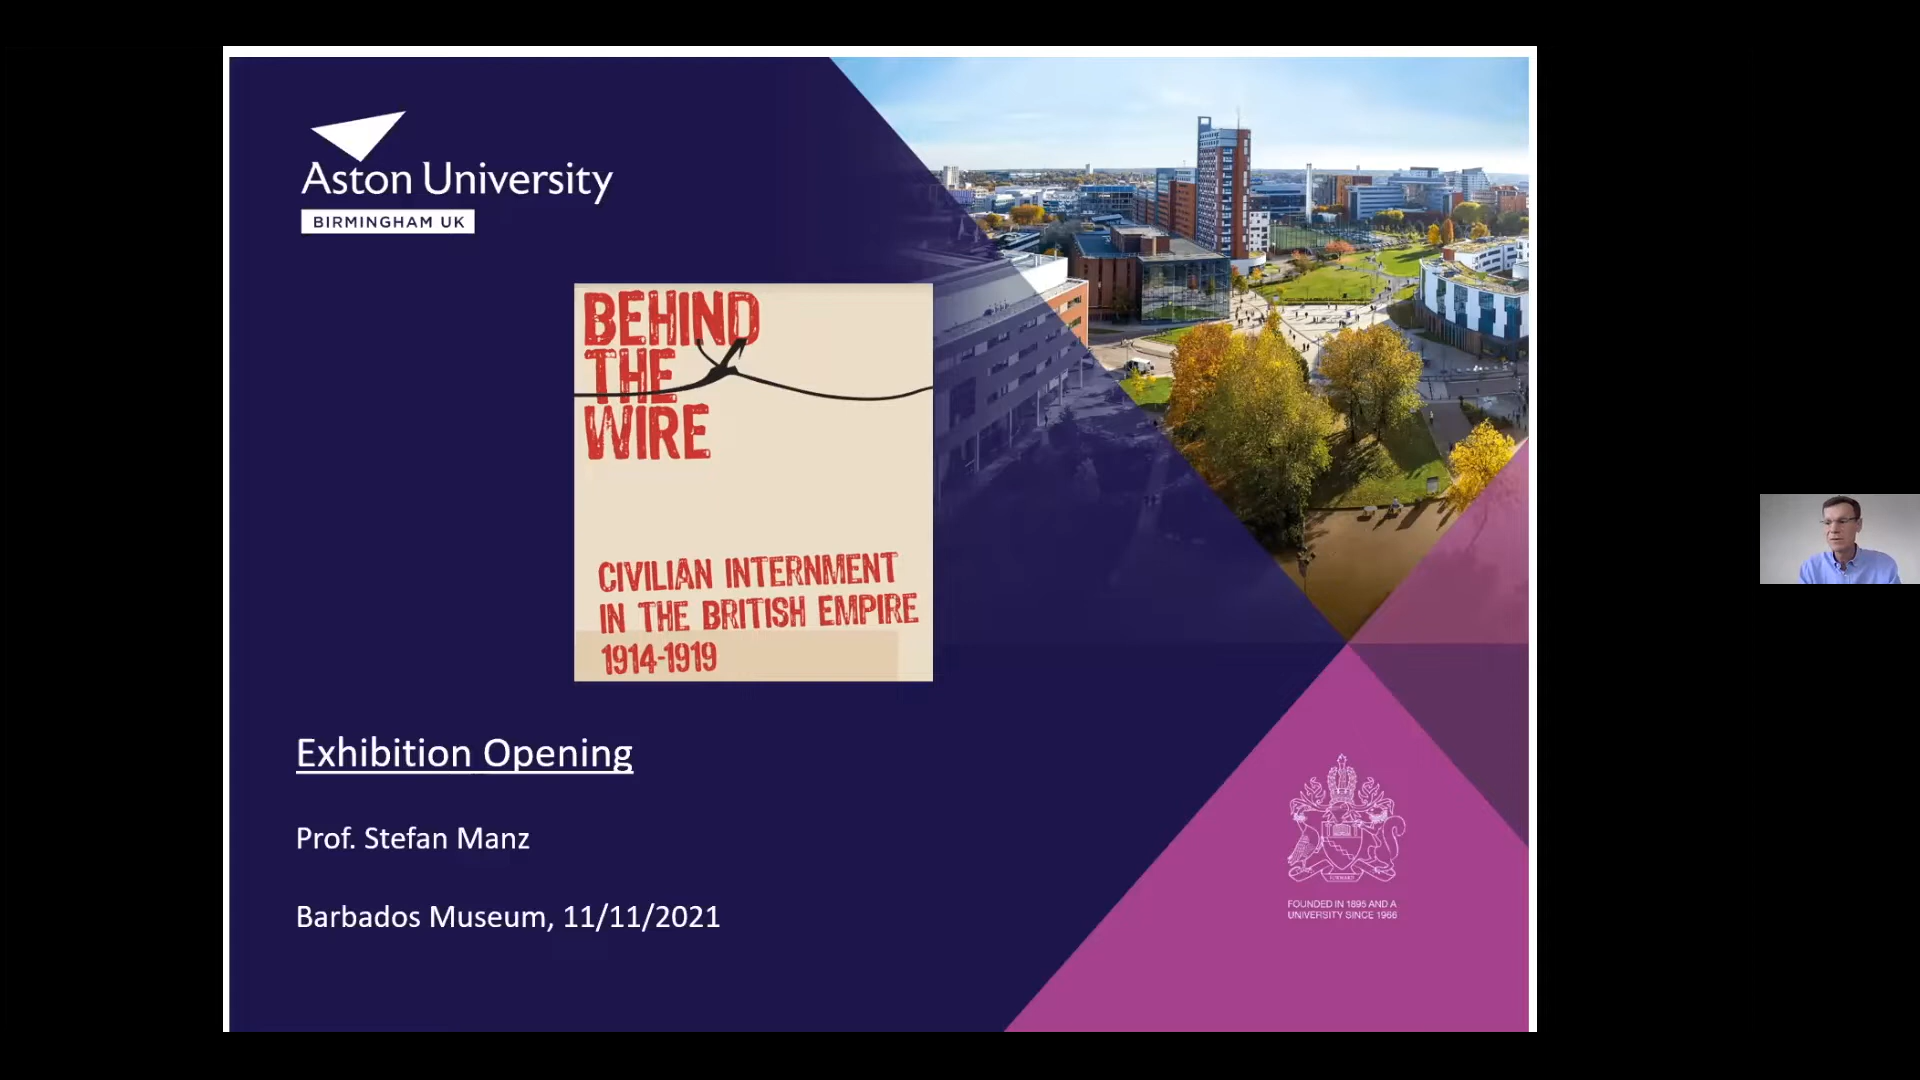 Aston University
BIRMINGHAM UK
BEHIND
THE
WIRE
CIVILIAN INTERNMENT
IN THE BRITISH EMPIRE
1914-1919
Exhibition Opening
Prof. Stefan Manz
Barbados Museum, 11/11/2021
FORWARD
FOUNDED IN 1895 AND A
UNIVERSITY SINCE 1966